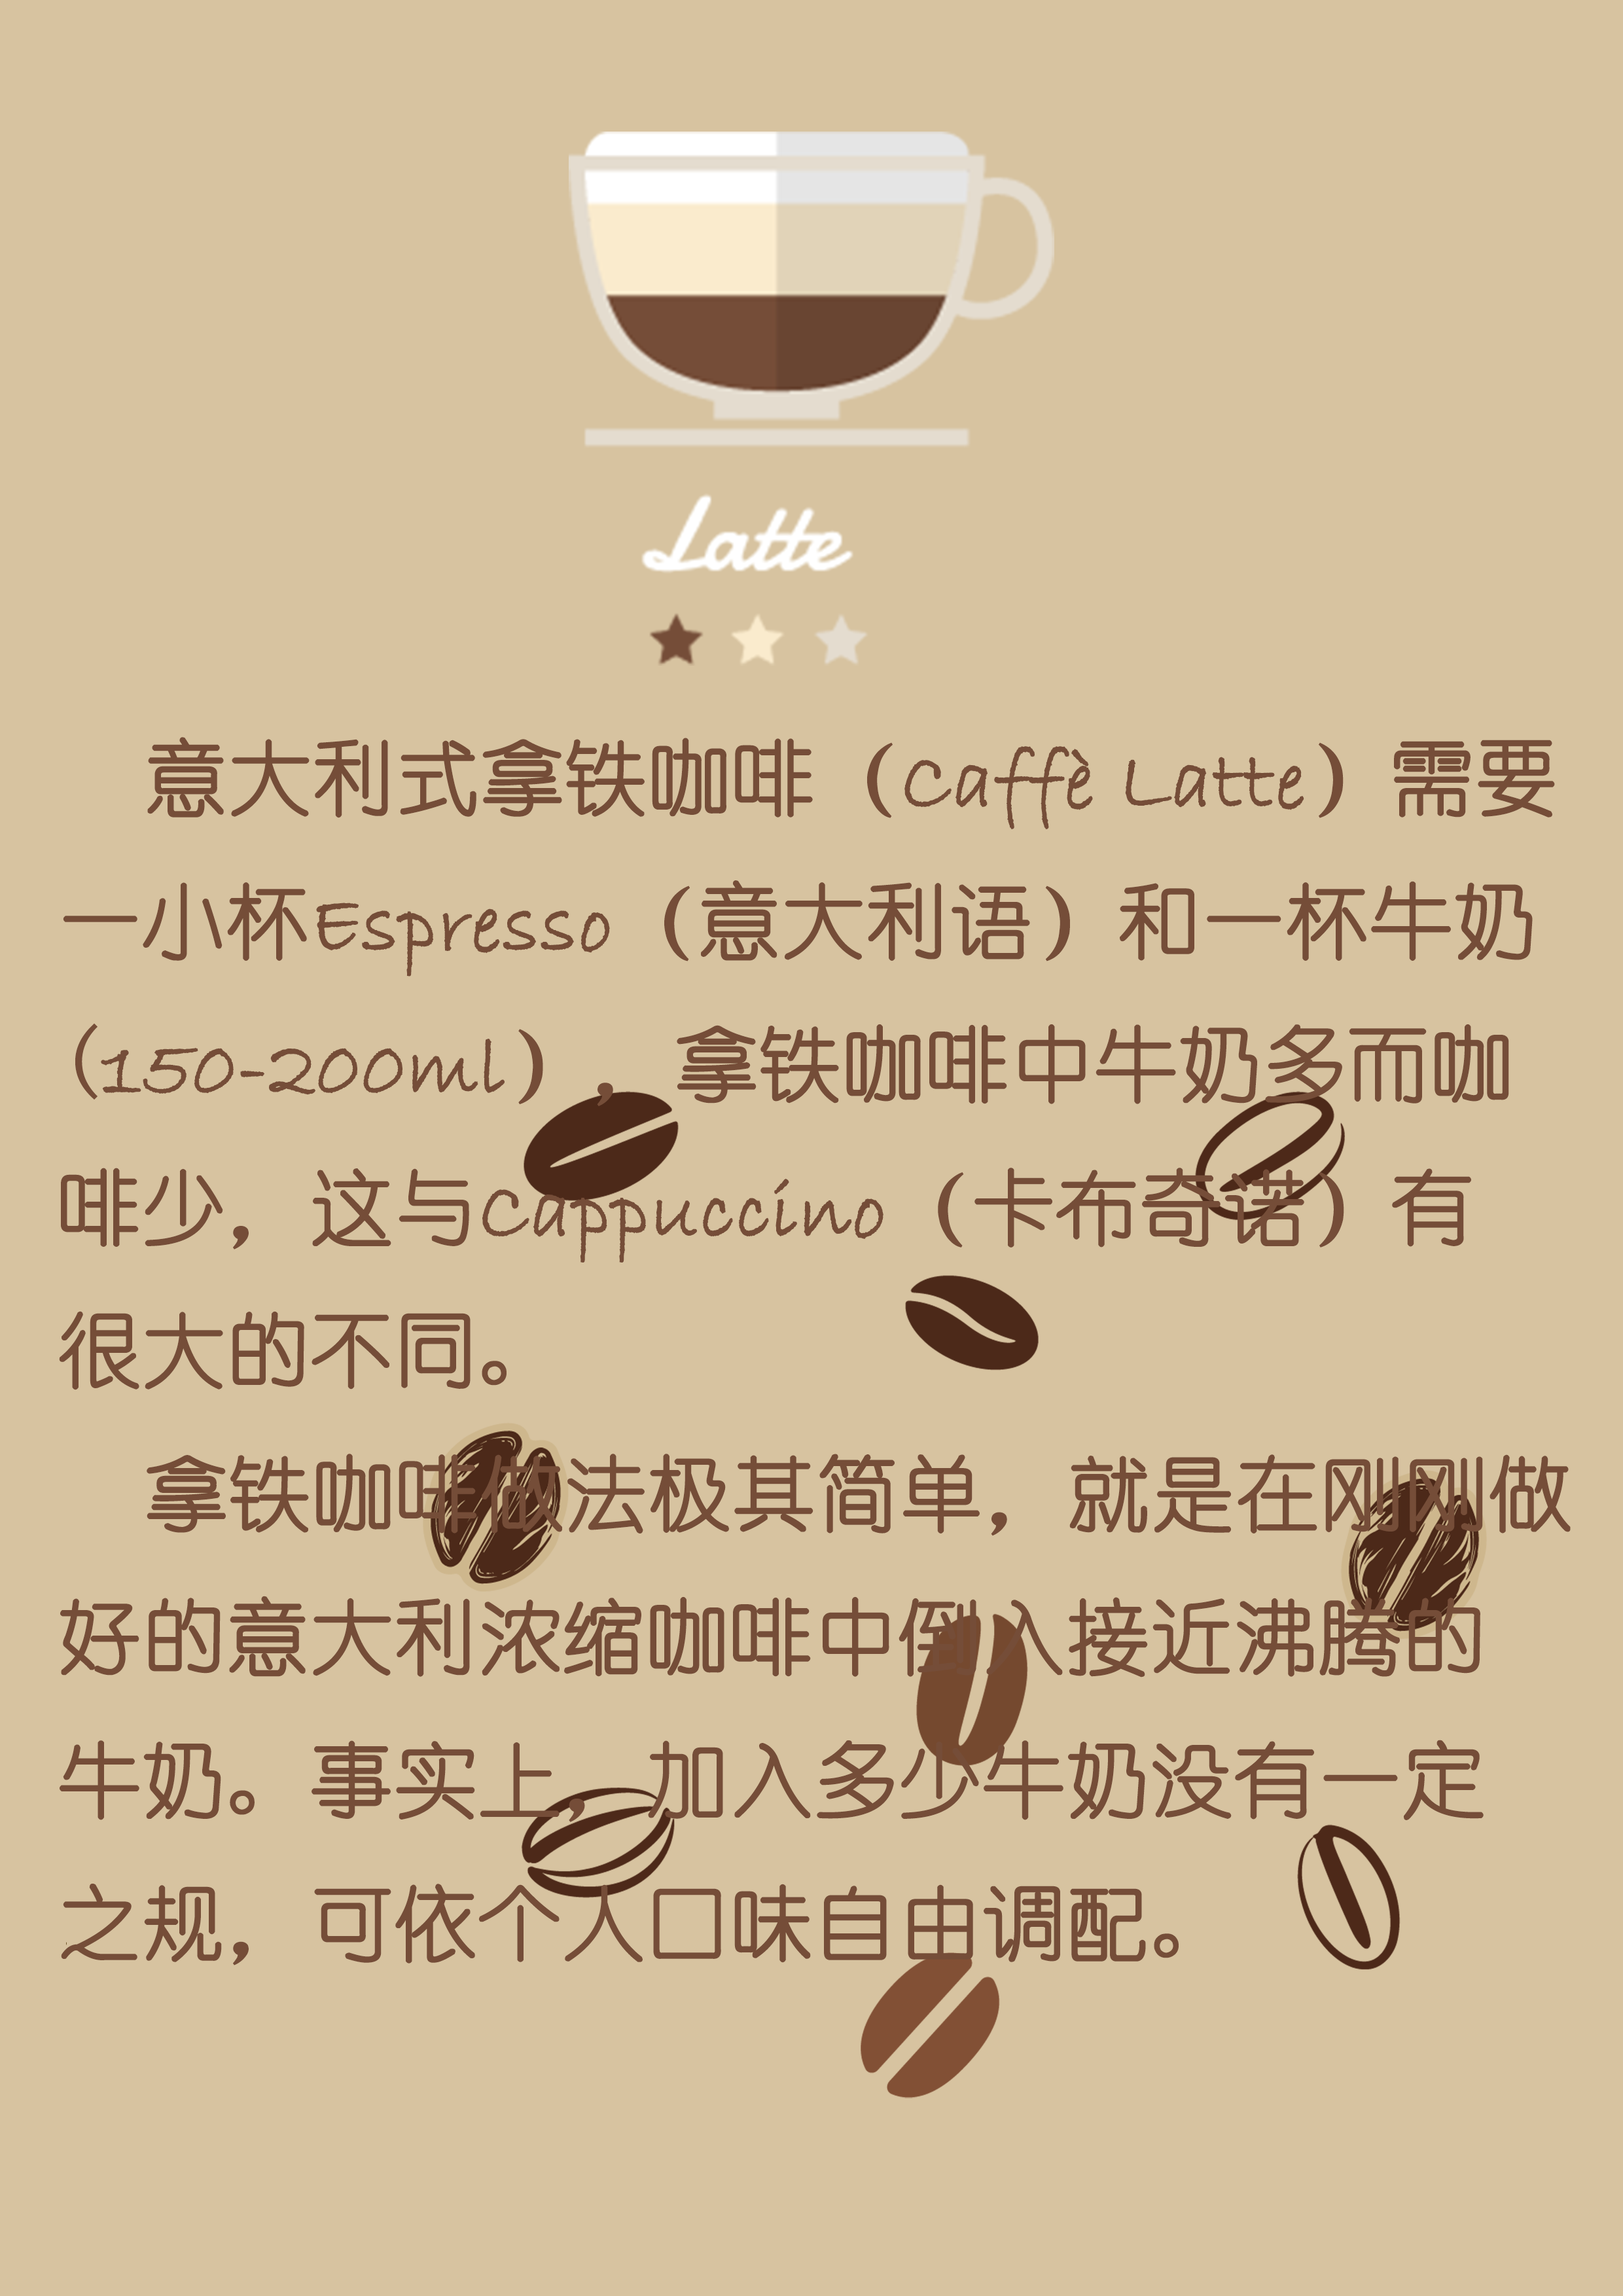 Latte
意大利式拿铁咖啡（Caffè Latte）需要
一小杯Espresso（意大利语）和一杯牛奶
（150-200ml），拿铁咖啡中牛奶多而咖
啡少，这与Cappuccino（卡布奇诺）有
很大的不同。
拿铁咖啡做法极其简单，就是在刚刚做
好的意大利浓缩咖啡中倒入接近沸腾的
牛奶。事实上，加入多少牛奶没有一定
之规，可依个人口味自由调配。